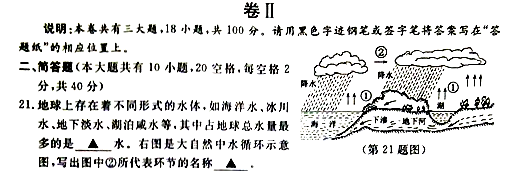 卷Ⅱ
说明:本卷共有三大题,18小题,共100分。请用黑色字迹钢笔或签字笔将答案写在“答
题纸”的相应位置上。
二、简答题(本大题共有10小题,20空格,每空格2
分,共40分)
21.地球上存在着不同形式的水体,如海洋水、冰川
水、地下淡水、湖泊咸水等,其中占地球总水量最
多的是 ▲ 水。右图是大自然中水循环示意
图,写出图中②所代表环节的名称 ▲ 。
②
降水
降水
①
①
湖
海 洋
下渗
地下河
(第21题图)